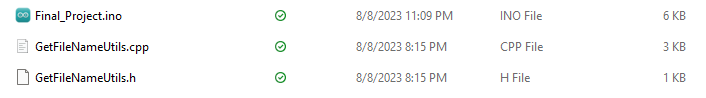 Final_Project.ino 8/8/2023 11:09 PM INO File 6 KB
GetFileNameUtils.cpp 8/8/2023 8:15 PM CPP File 3 KB
GetFileNameUtils.h 8/8/2023 8:15 PM H File 1 KB